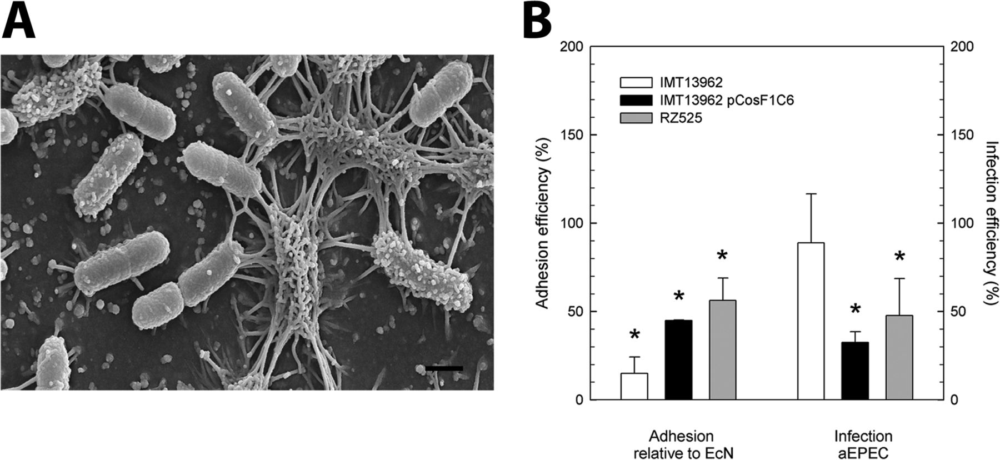 A
B
200
150
100
50
0
Adhesion efficiency (%)
IMT13962
IMT13962 pCosF1C6
RZ525
*
*
*
*
*
200
150
100
50
0
Infection efficiency (%)
Adhesion
relative to EcN
Infection
aEPEC